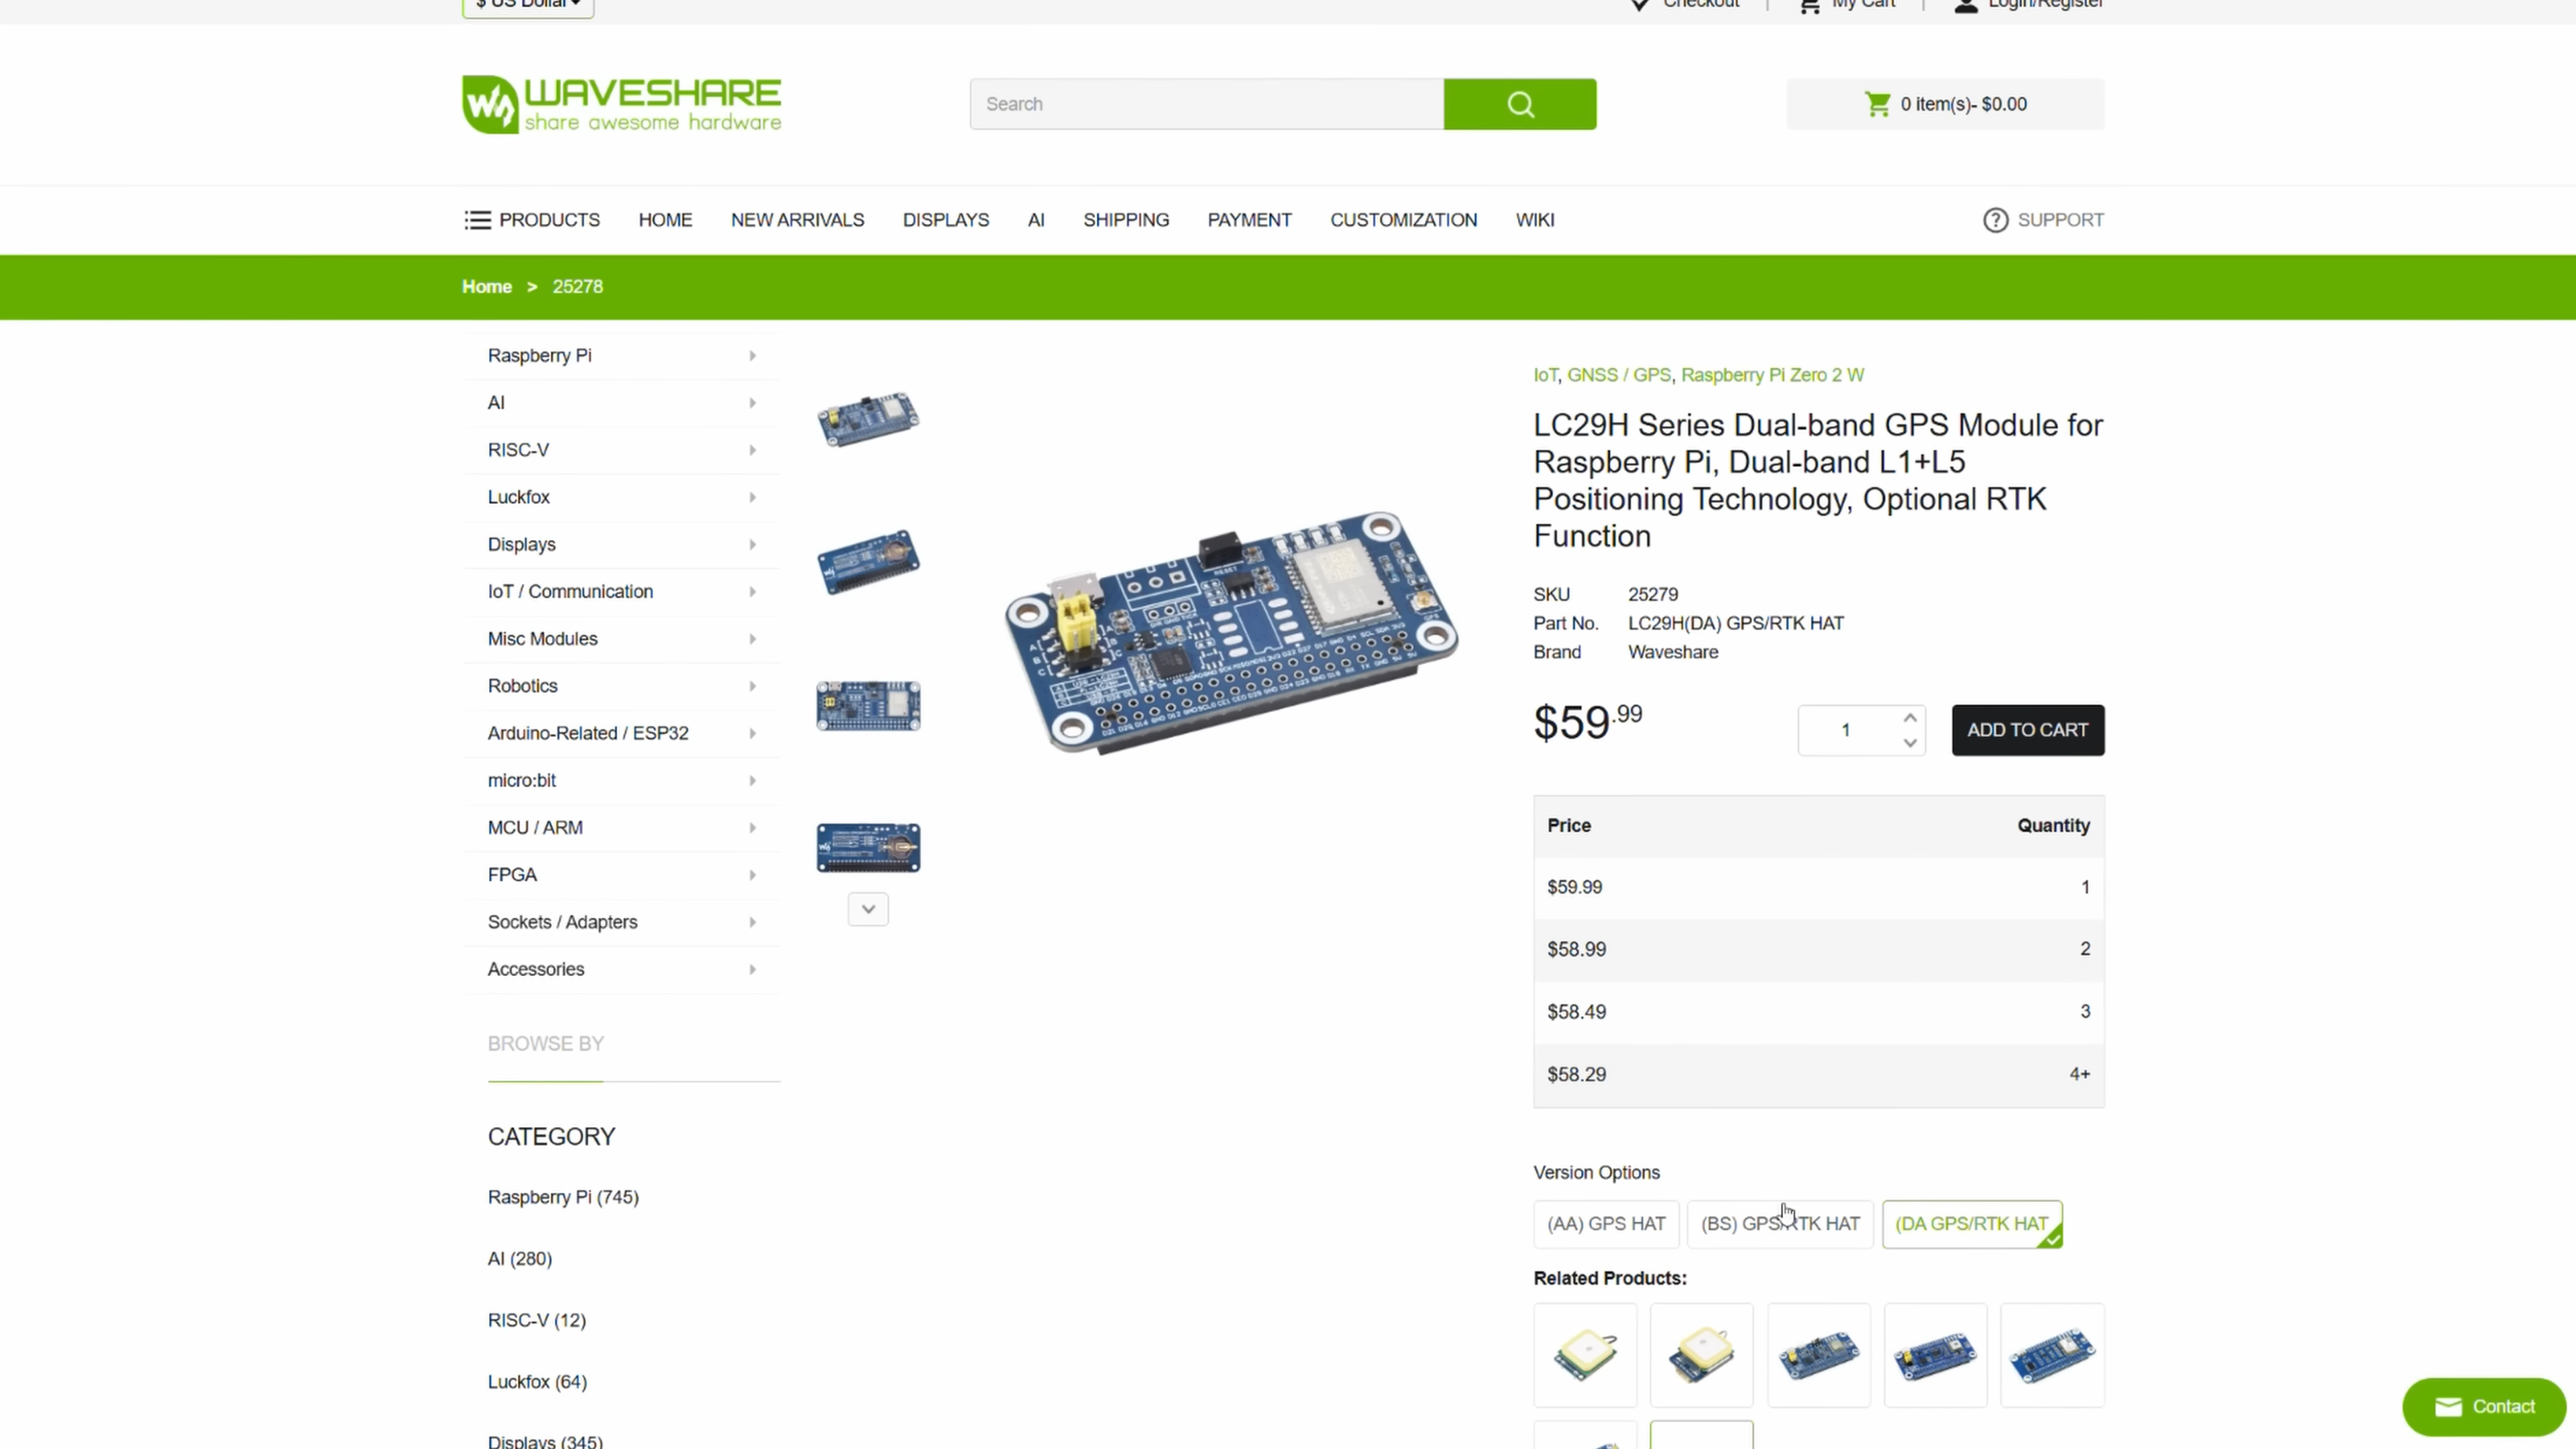 $ US Dollar
Checkout
My Cart
Login/Register
WAVESHARE
share awesome hardware
Search
0 item(s)- $0.00
PRODUCTS
HOME
NEW ARRIVALS
DISPLAYS
AI
SHIPPING
PAYMENT
CUSTOMIZATION
WIKI
SUPPORT
Home > 25278
Raspberry Pi
AI
RISC-V
Luckfox
Displays
IoT / Communication
Misc Modules
Robotics
Arduino-Related / ESP32
micro:bit
MCU / ARM
FPGA
Sockets / Adapters
Accessories
BROWSE BY
CATEGORY
Raspberry Pi (745)
AI (280)
RISC-V (12)
Luckfox (64)
Displays (345)
RESET
IoT, GNSS / GPS, Raspberry Pi Zero 2 W
LC29H Series Dual-band GPS Module for
Raspberry Pi, Dual-band L1+L5
Positioning Technology, Optional RTK
Function
SKU 25279
Part No. LC29H(DA) GPS/RTK HAT
Brand Waveshare
$59.99
1
ADD TO CART
Price Quantity
$59.99 1
$58.99 2
$58.49 3
$58.29 4+
Version Options
(AA) GPS HAT
(BS) GPS/RTK HAT
(DA GPS/RTK HAT
Related Products:
Contact